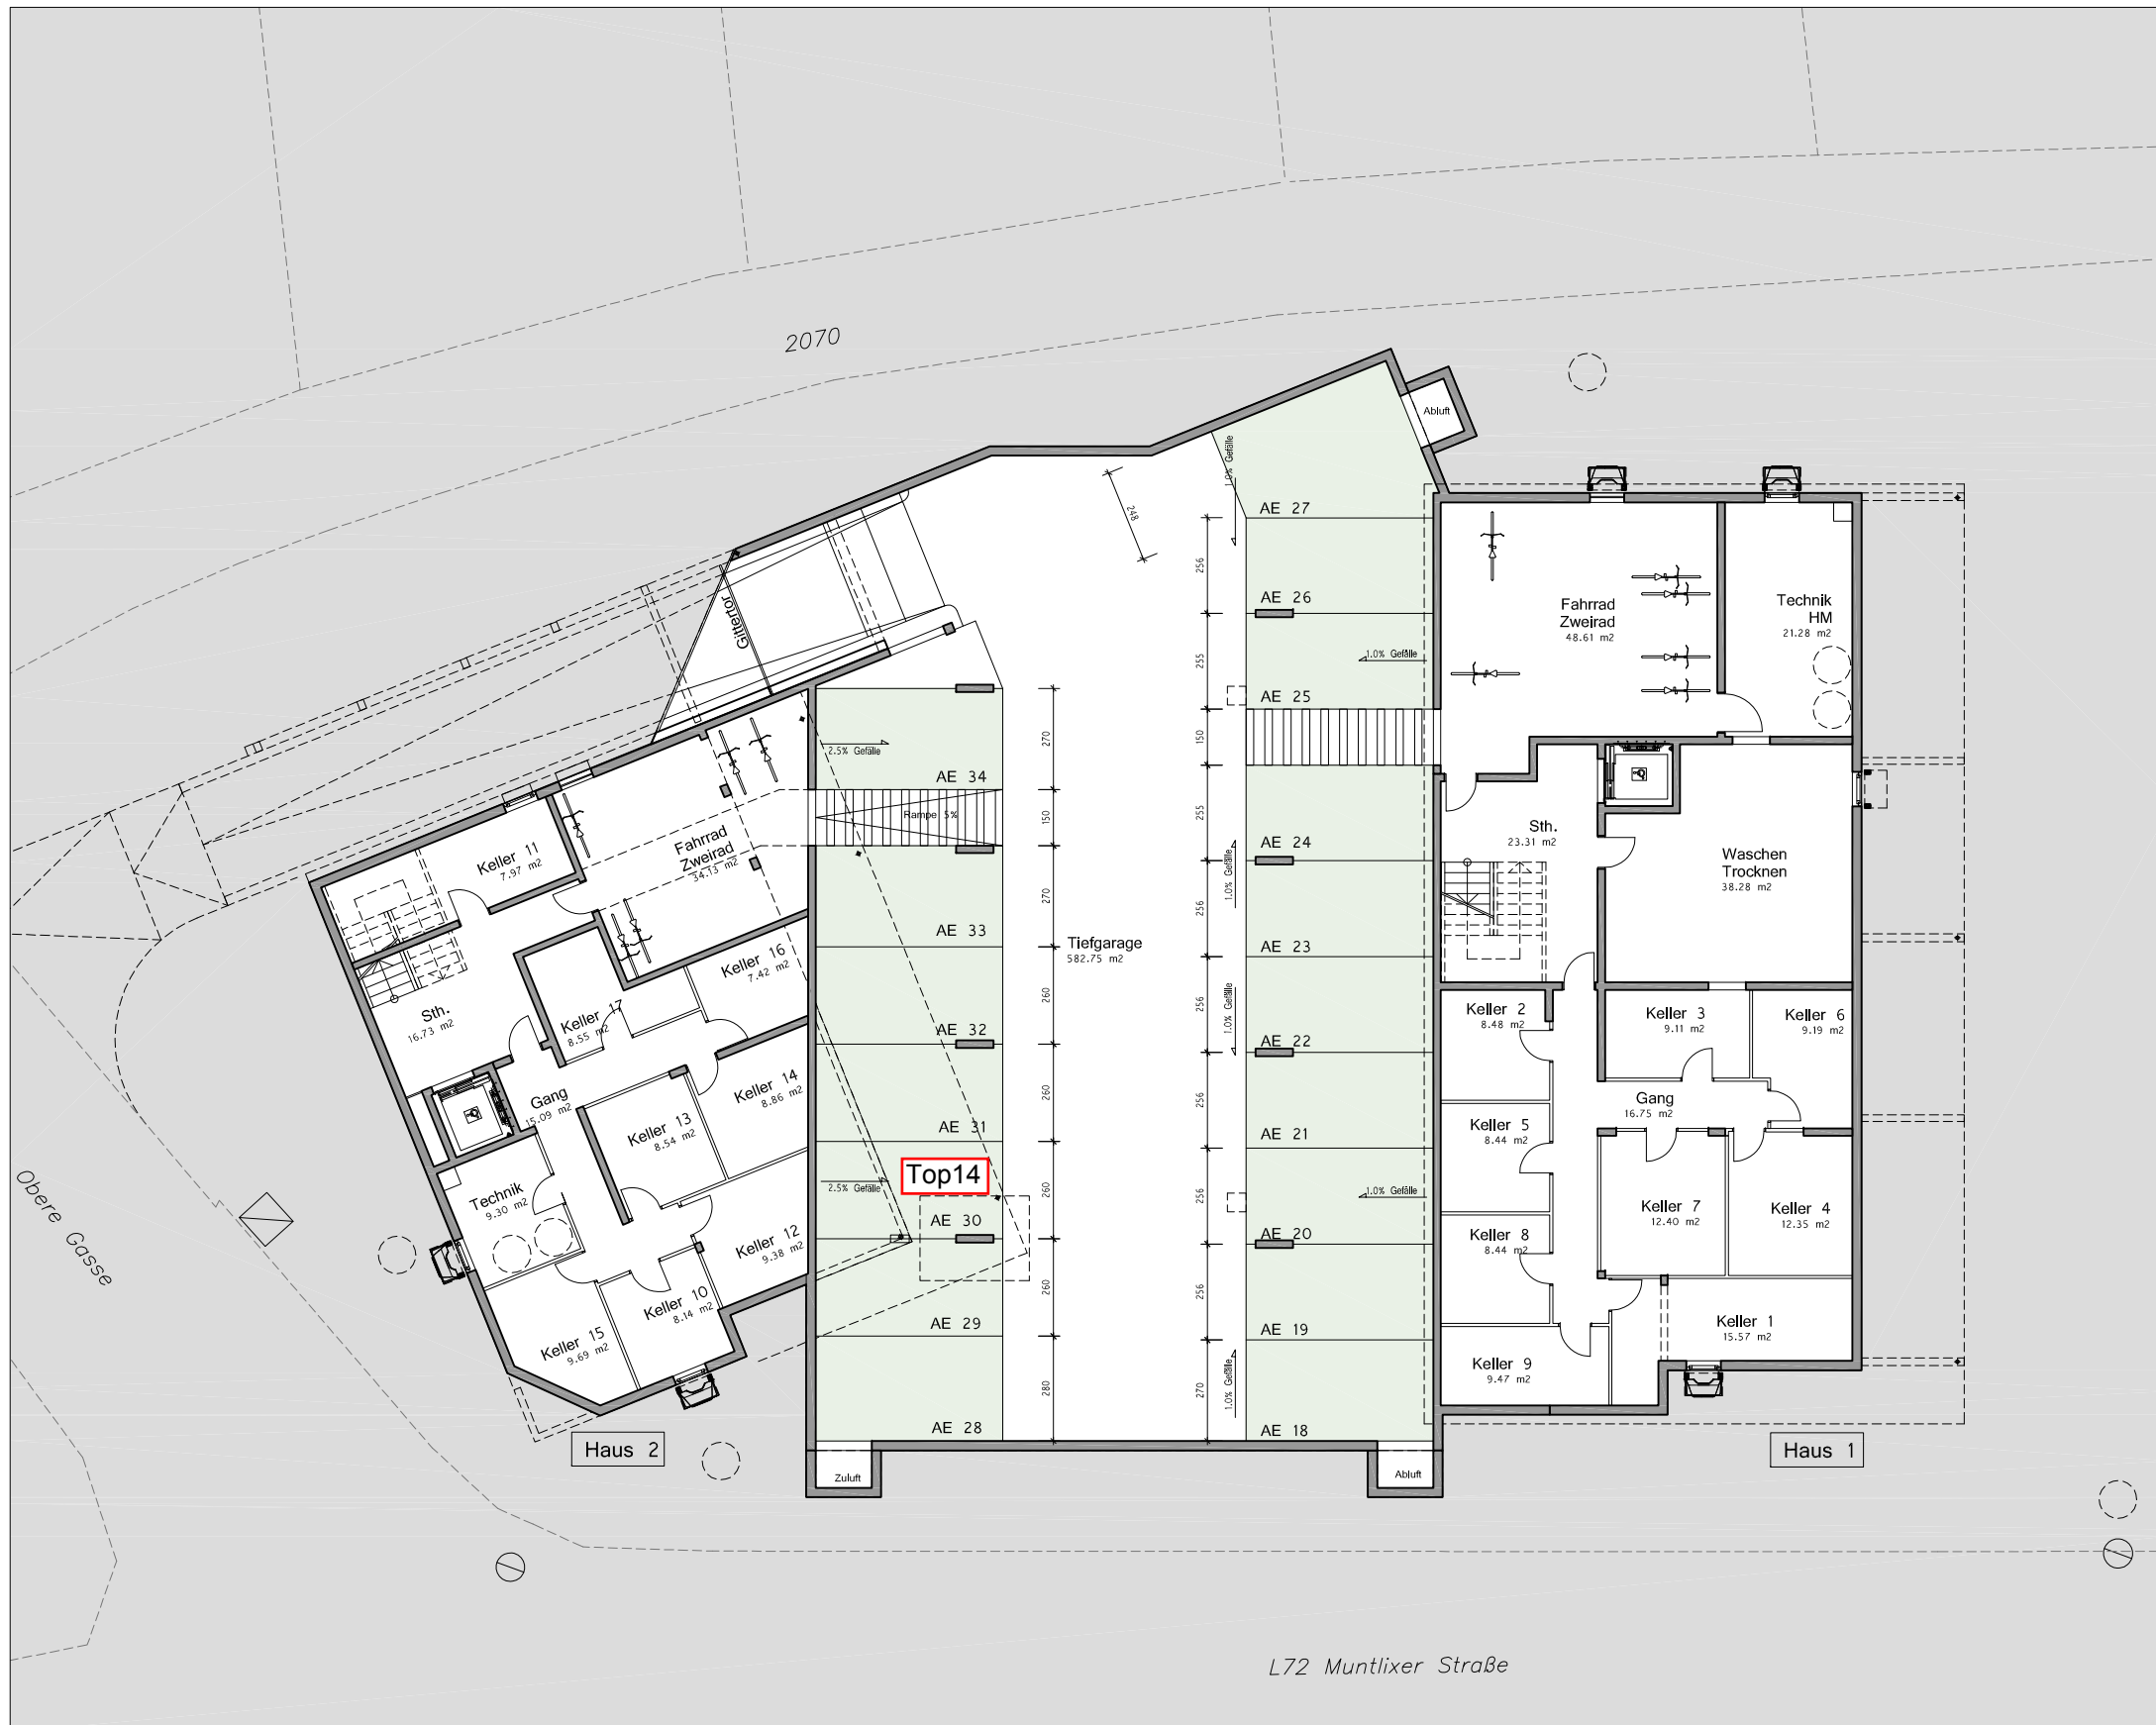 2070
Abluft
1.0% Gefälle
248
AE 27
256
AE 26
255
1.0% Gefälle
AE 25
150
Gittertor
Fahrrad
Zweirad
48.61 m2
Technik
HM
21.28 m2
2.5% Gefälle
270
AE 34
Rampe 5%
150
270
AE 33
260
AE 32
260
AE 31
Top14
2.5% Gefälle
260
AE 30
260
AE 29
280
AE 28
Tiefgarage
582.75 m2
255
AE 24
1.0% Gefälle
256
AE 23
256
1.0% Gefälle
AE 22
256
AE 21
256
1.0% Gefälle
AE 20
256
AE 19
270
1.0% Gefälle
AE 18
Keller 11
7.97 m2
Fahrrad
Zweirad
34.13 m2
Keller 16
7.42 m2
Keller 17
8.55 m2
Sth.
16.73 m2
Gang
15.09 m2
Keller 14
8.86 m2
Keller 13
8.54 m2
Technik
9.30 m2
Keller 12
9.38 m2
Keller 10
8.14 m2
Keller 15
9.69 m2
Sth.
23.31 m2
Waschen
Trocknen
38.28 m2
Keller 2
8.48 m2
Keller 3
9.11 m2
Keller 6
9.19 m2
Gang
16.75 m2
Keller 5
8.44 m2
Keller 7
12.40 m2
Keller 4
12.35 m2
Keller 8
8.44 m2
Keller 1
15.57 m2
Keller 9
9.47 m2
Haus 2
Zuluft
Abluft
Haus 1
Obere Gasse
L72 Muntlixer Straße